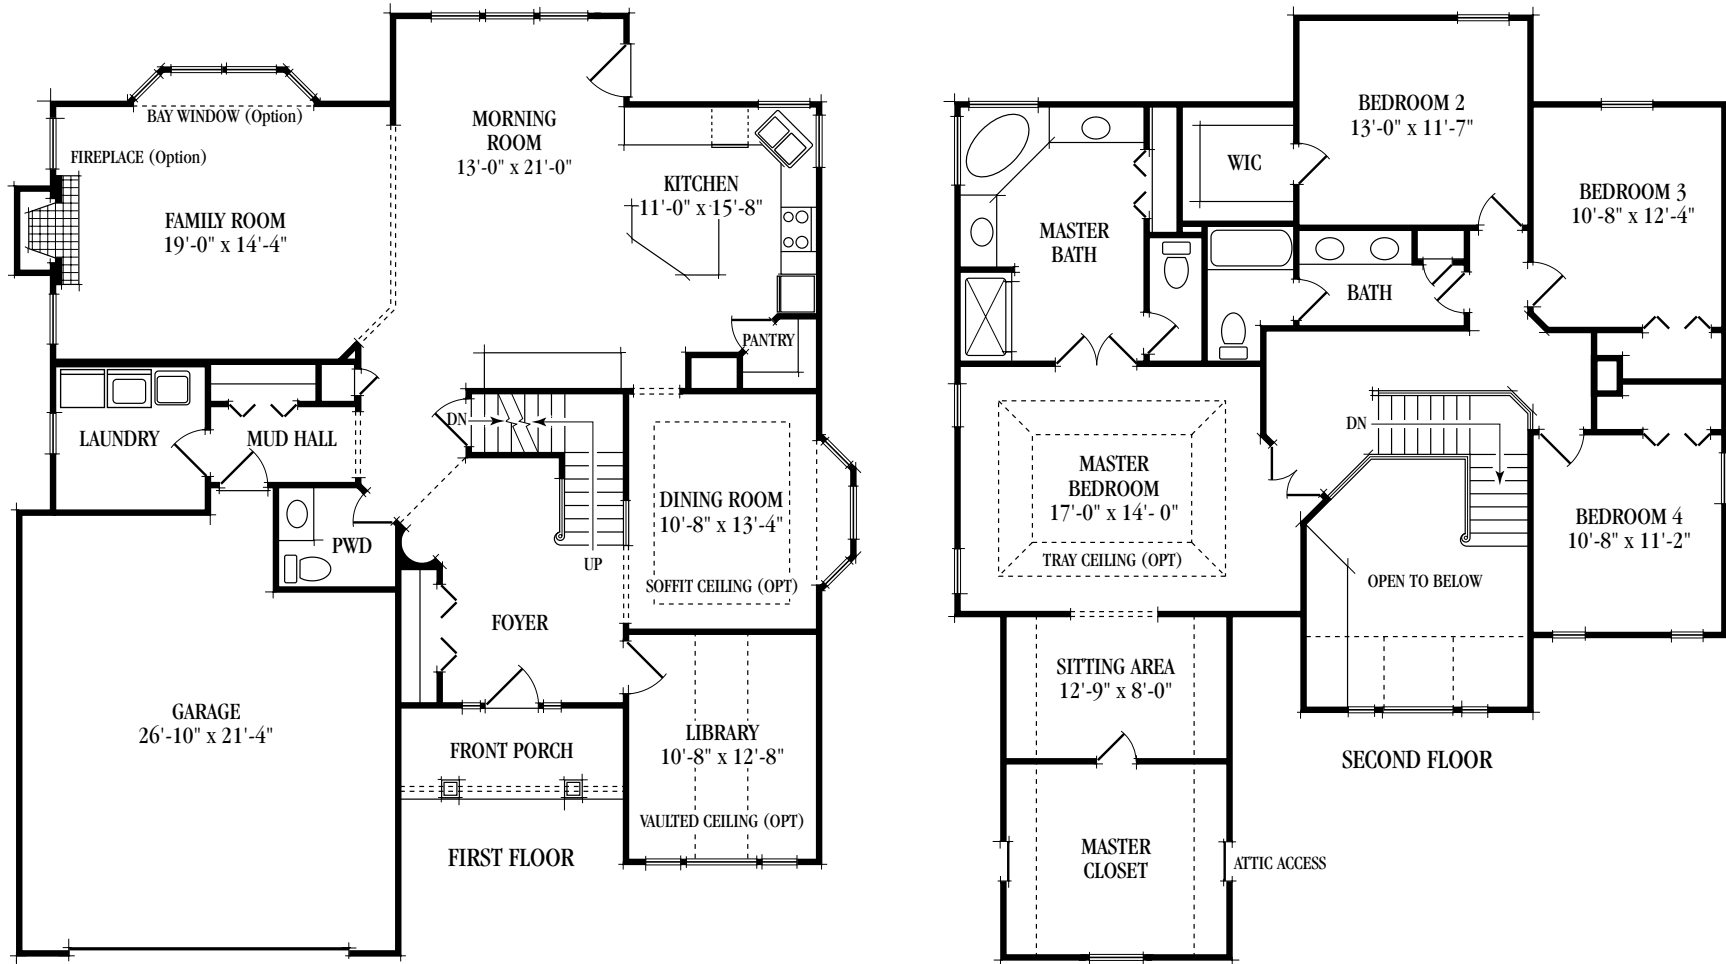 BAY WINDOW (Option)
FIREPLACE (Option)
FAMILY ROOM
19'-0" x 14'-4"
MORNING
ROOM
13'-0" x 21'-0"
KITCHEN
11'-0" x 15'-8"
PANTRY
LAUNDRY
MUD HALL
DN
UP
DINING ROOM
10'-8" x 13'-4"
SOFFIT CEILING (OPT)
PWD
FOYER
GARAGE
26'-10" x 21'-4"
FRONT PORCH
LIBRARY
10'-8" x 12'-8"
VAULTED CEILING (OPT)
FIRST FLOOR
BEDROOM 2
13'-0" x 11'-7"
WIC
BEDROOM 3
10'-8" x 12'-4"
MASTER
BATH
BATH
DN
MASTER
BEDROOM
17'-0" x 14'- 0"
TRAY CEILING (OPT)
BEDROOM 4
10'-8" x 11'-2"
OPEN TO BELOW
SITTING AREA
12'-9" x 8'-0"
SECOND FLOOR
MASTER
CLOSET
ATTIC ACCESS